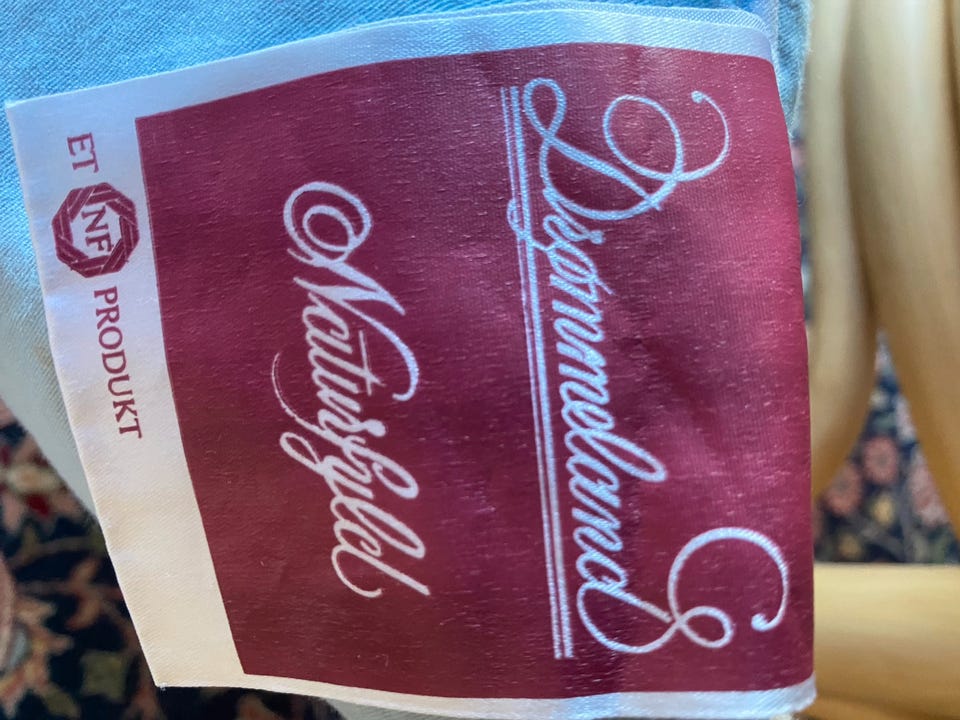 Drømmeland
Naturfyld
ET NF PRODUKT